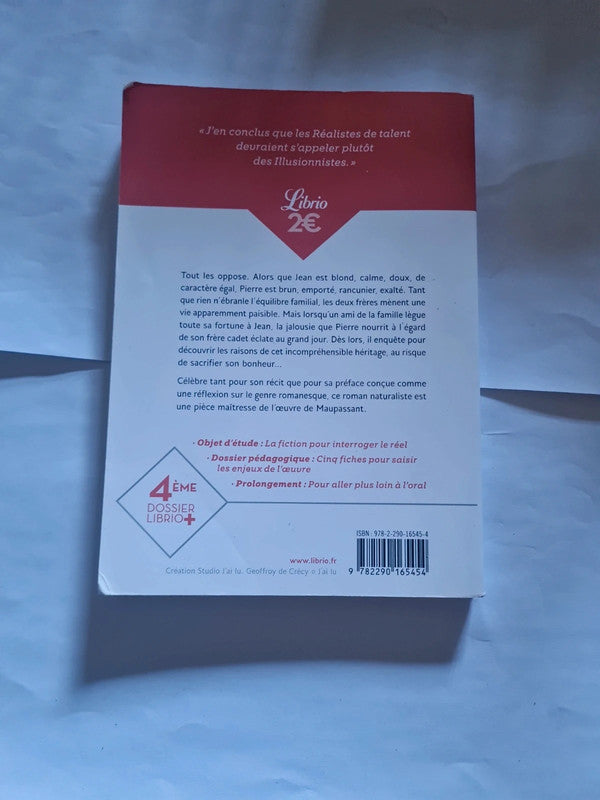 « J'en conclus que les Réalistes de talent
devraient s'appeler plutôt
des Illusionnistes. »
Librio
2€
Tout les oppose. Alors que Jean est blond, calme, doux, de
caractère égal, Pierre est brun, emporté, rancunier, exalté. Tant
que rien n'ébranle l'équilibre familial, les deux frères mènent une
vie apparemment paisible. Mais lorsqu'un ami de la famille lègue
toute sa fortune à Jean, la jalousie que Pierre nourrit à l'égard
de son frère cadet éclate au grand jour. Dès lors, il enquête pour
découvrir les raisons de cet incompréhensible héritage, au risque
de sacrifier son bonheur...
Célèbre tant pour son récit que pour sa préface conçue comme
une réflexion sur le genre romanesque, ce roman naturaliste est
une pièce maîtresse de l'œuvre de Maupassant.
· Objet d'étude : La fiction pour interroger le réel
· Dossier pédagogique : Cinq fiches pour saisir
les enjeux de l'œuvre
· Prolongement : Pour aller plus loin à l'oral
4ÈME
DOSSIER
LIBRIO+
ISBN : 978-2-290-16545-4
www.librio.fr
Création Studio J'ai lu. Geoffroy de Crécy © J'ai lu
9 782290 165454